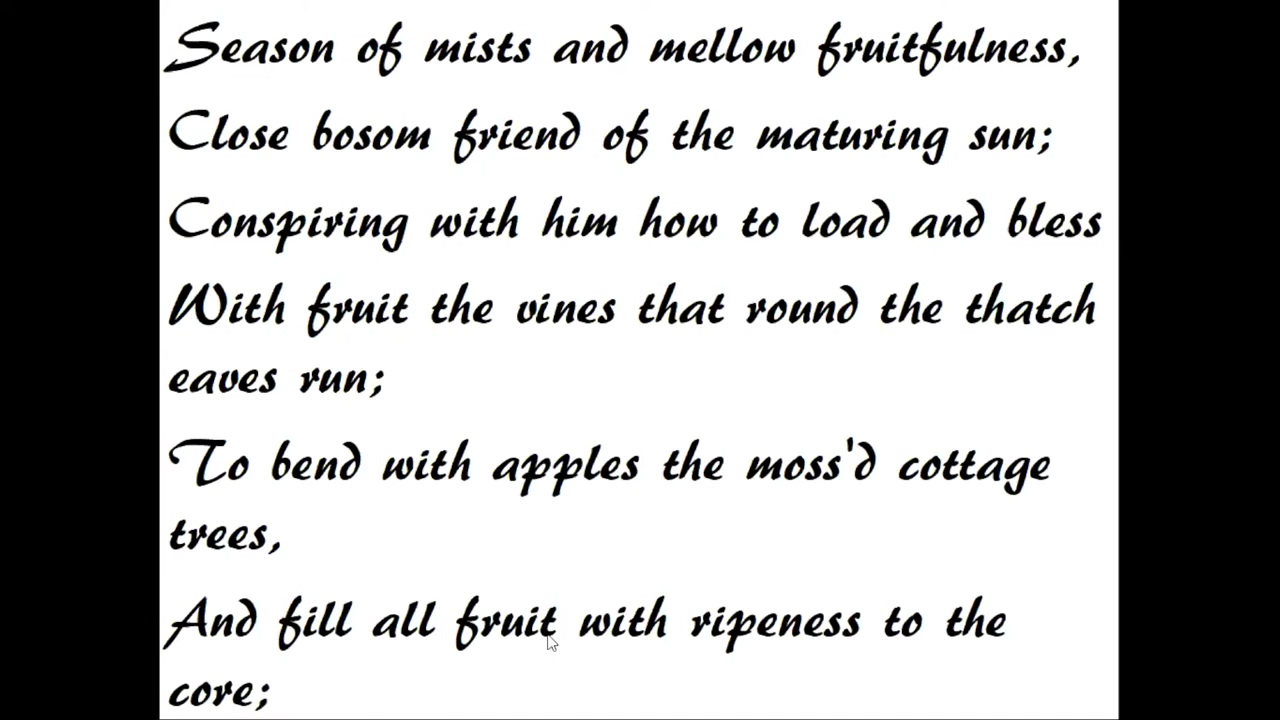 Season of mists and mellow fruitfulness,
Close bosom friend of the maturing sun;
Conspiring with him how to load and bless
With fruit the vines that round the thatch
eaves run;
To bend with apples the moss'd cottage
trees,
And fill all fruit with ripeness to the
core;